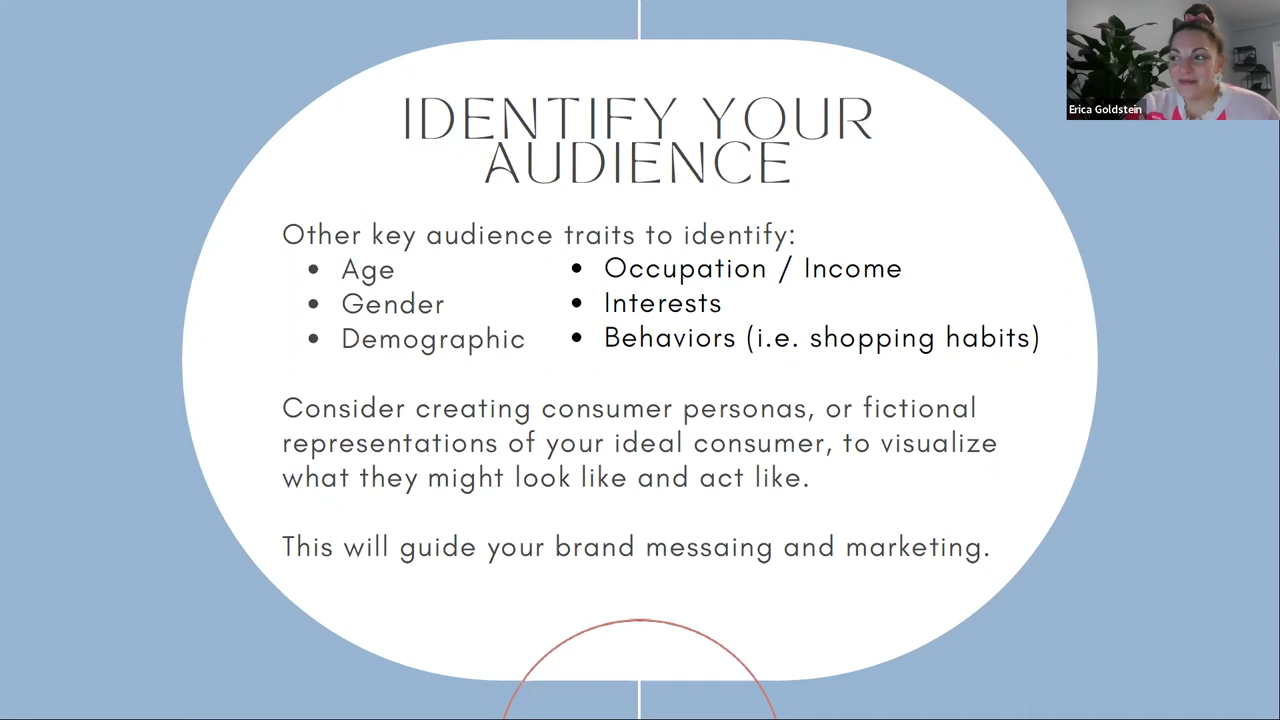 IDENTIFY YOUR
AUDIENCE
Erica Goldstein
Other key audience traits to identify:
• Age
• Gender
• Demographic
• Occupation / Income
• Interests
• Behaviors (i.e. shopping habits)
Consider creating consumer personas, or fictional
representations of your ideal consumer, to visualize
what they might look like and act like.
This will guide your brand messaing and marketing.